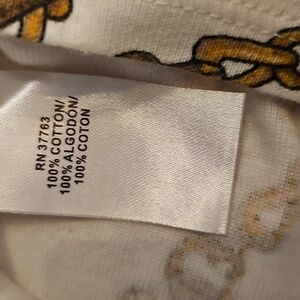 RN 37763
100% COTTON/
100% ALGODON/
100% COTON